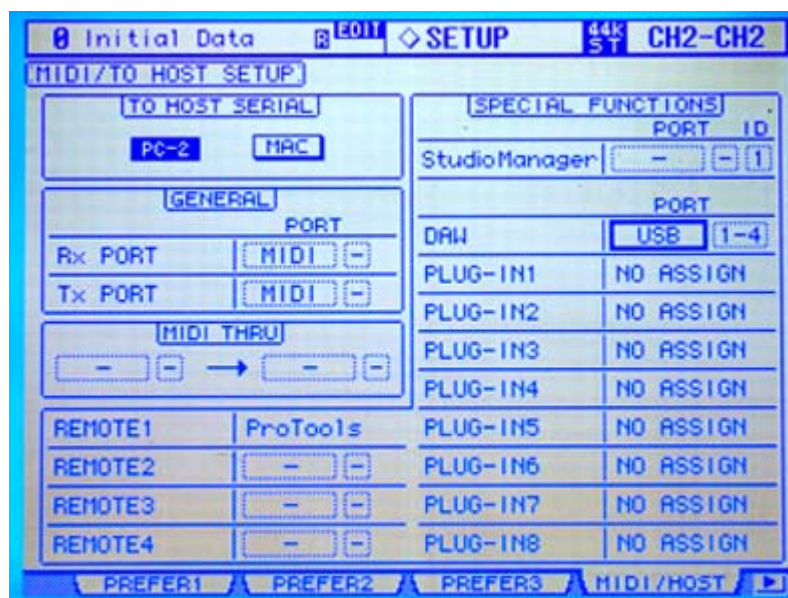 0 Initial Data R EDIT ◇ SETUP 44k ST CH2-CH2
MIDI/TO HOST SETUP
TO HOST SERIAL
PC-2 MAC
GENERAL
PORT
Rx PORT MIDI -
Tx PORT MIDI -
MIDI THRU
- - → - -
REMOTE1 ProTools
REMOTE2 - -
REMOTE3 - -
REMOTE4 - -
SPECIAL FUNCTIONS
PORT ID
StudioManager - - 1
PORT
DAW USB 1-4
PLUG-IN1 NO ASSIGN
PLUG-IN2 NO ASSIGN
PLUG-IN3 NO ASSIGN
PLUG-IN4 NO ASSIGN
PLUG-IN5 NO ASSIGN
PLUG-IN6 NO ASSIGN
PLUG-IN7 NO ASSIGN
PLUG-IN8 NO ASSIGN
PREFER1 PREFER2 PREFER3 MIDI/HOST